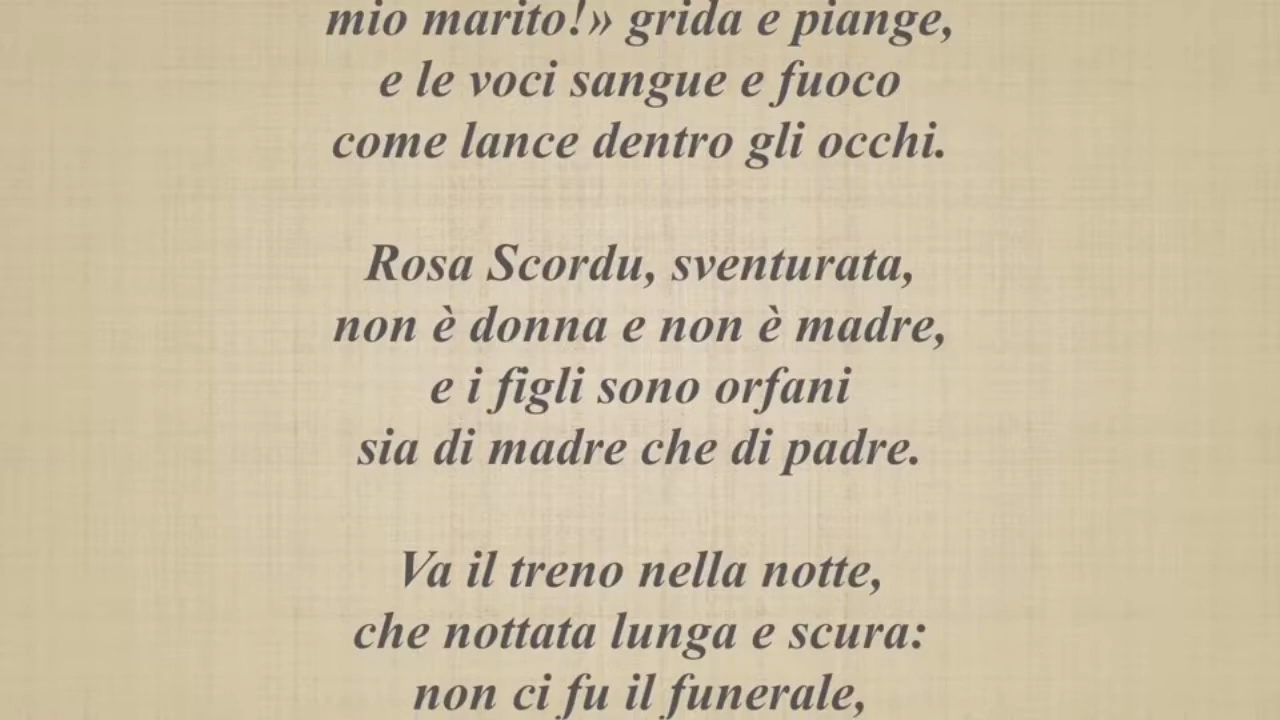 mio marito!» grida e piange,
e le voci sangue e fuoco
come lance dentro gli occhi.
Rosa Scordu, sventurata,
non è donna e non è madre,
e i figli sono orfani
sia di madre che di padre.
Va il treno nella notte,
che nottata lunga e scura:
non ci fu il funerale,